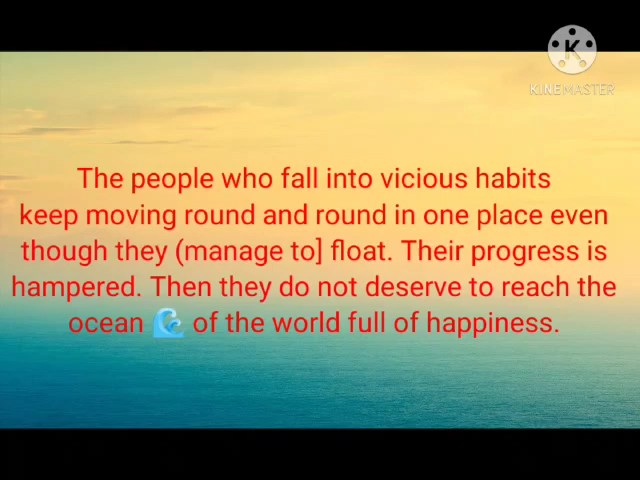 KINEMASTER
The people who fall into vicious habits
keep moving round and round in one place even
though they (manage to] float. Their progress is
hampered. Then they do not deserve to reach the
ocean 🌊 of the world full of happiness.